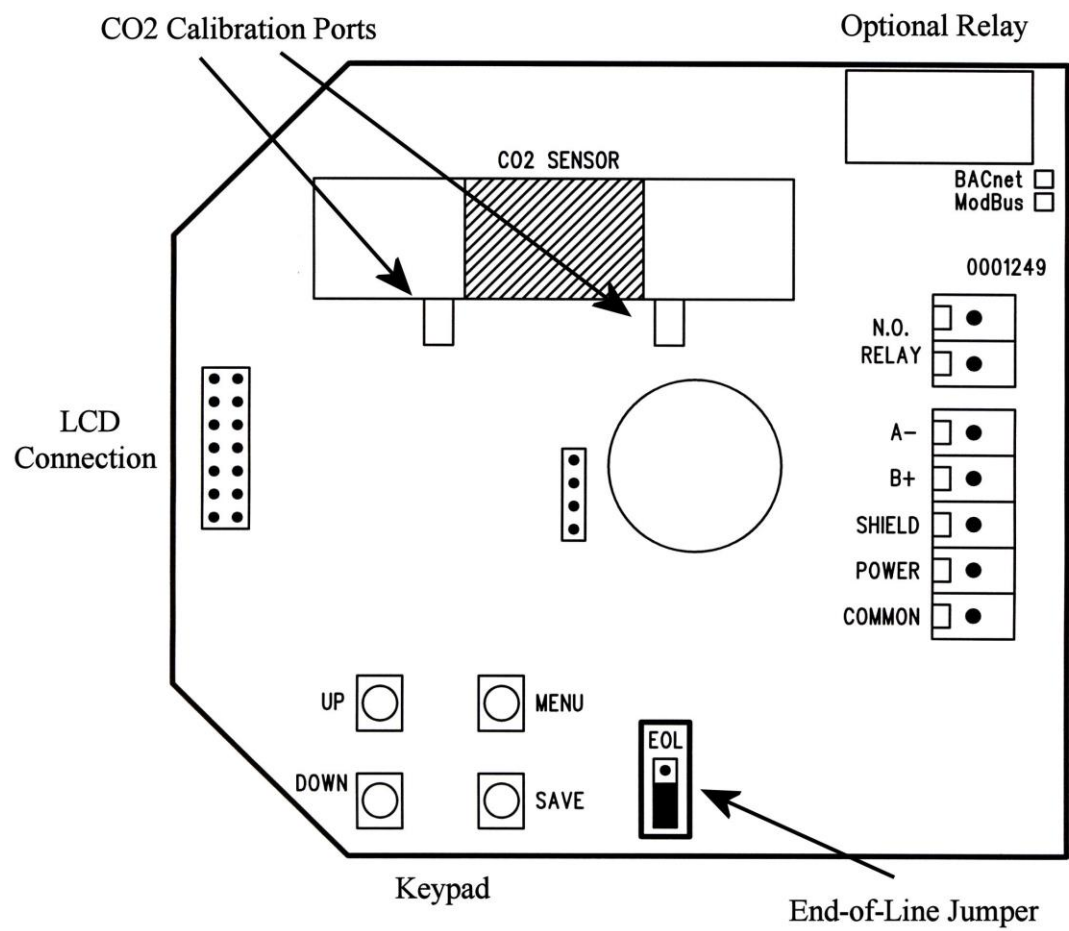 CO2 Calibration Ports
Optional Relay
CO2 SENSOR
BACnet
ModBus
0001249
N.O.
RELAY
LCD
Connection
A-
B+
SHIELD
POWER
COMMON
UP
MENU
DOWN
SAVE
EOL
Keypad
End-of-Line Jumper